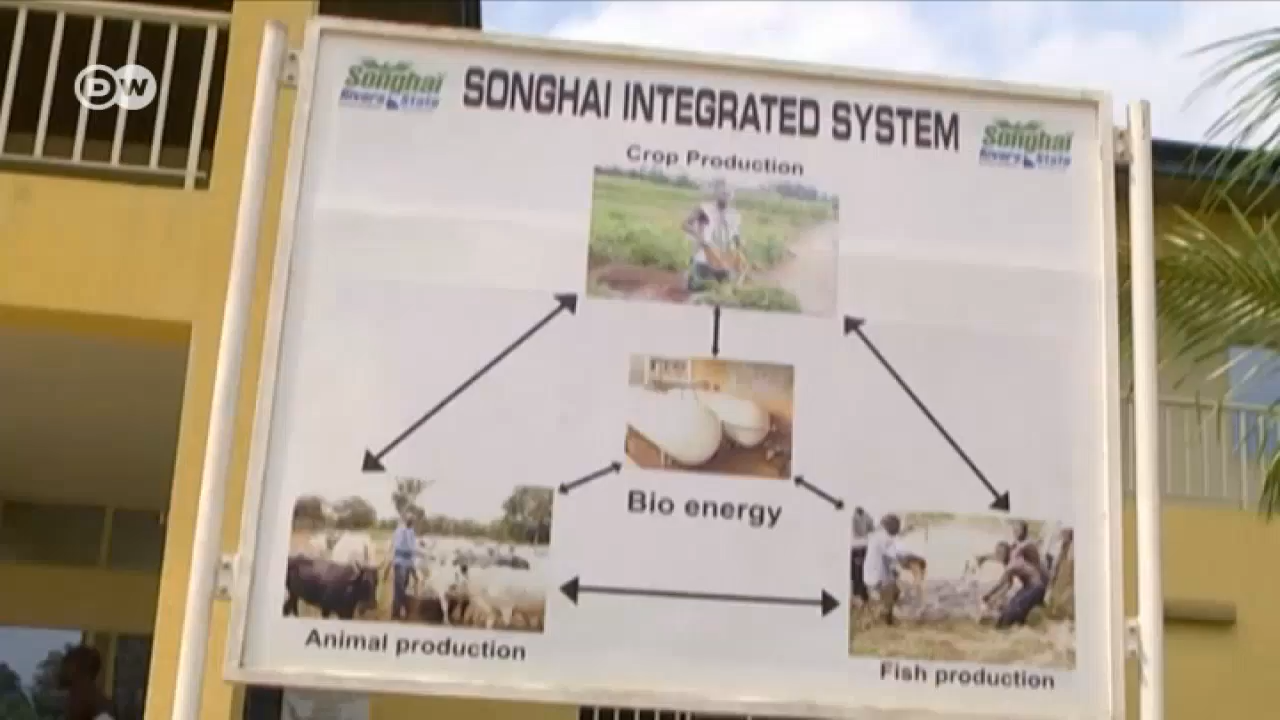 DW
Songhai
Rivers State
SONGHAI INTEGRATED SYSTEM
Songhai
Rivers State
Crop Production
Bio energy
Animal production
Fish production